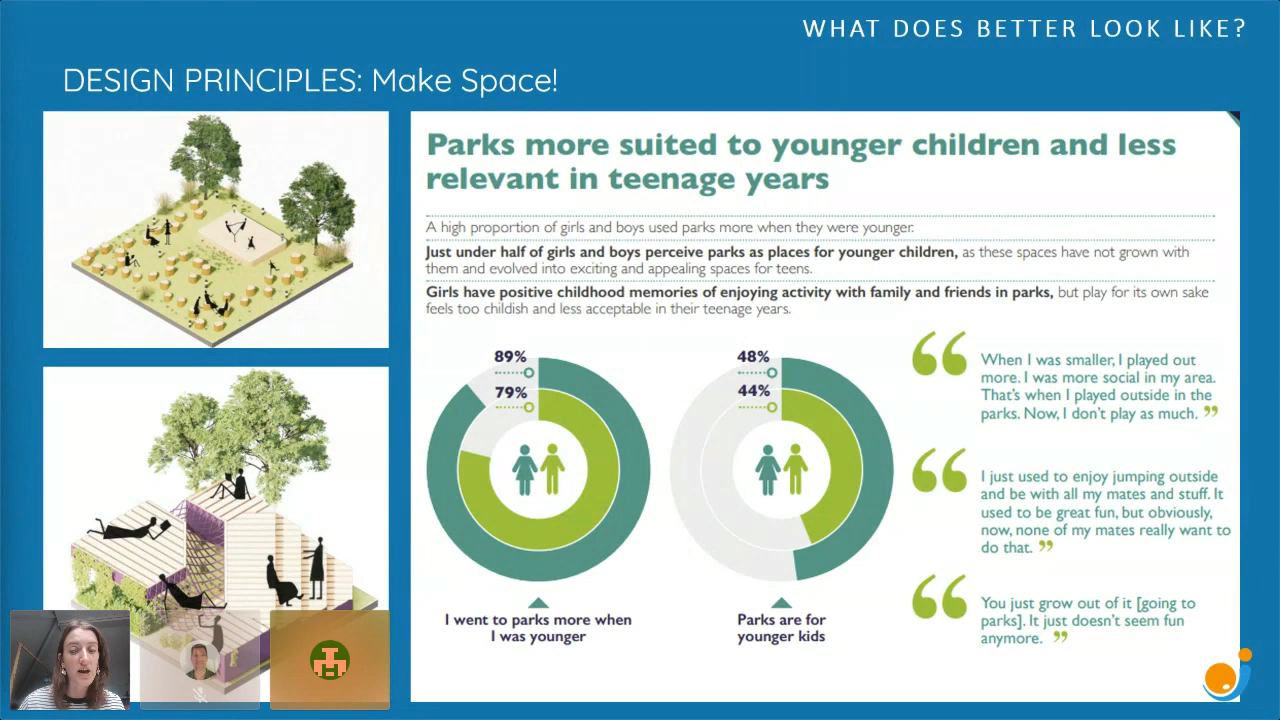 WHAT DOES BETTER LOOK LIKE?
DESIGN PRINCIPLES: Make Space!
Parks more suited to younger children and less
relevant in teenage years
A high proportion of girls and boys used parks more when they were younger.
Just under half of girls and boys perceive parks as places for younger children, as these spaces have not grown with
them and evolved into exciting and appealing spaces for teens.
Girls have positive childhood memories of enjoying activity with family and friends in parks, but play for its own sake
feels too childish and less acceptable in their teenage years.
89%
79%
I went to parks more when
I was younger
48%
44%
Parks are for
younger kids
“ When I was smaller, I played out
more. I was more social in my area.
That’s when I played outside in the
parks. Now, I don’t play as much. ”
“ I just used to enjoy jumping outside
and be with all my mates and stuff. It
used to be great fun, but obviously,
now, none of my mates really want to
do that. ”
“ You just grow out of it [going to
parks]. It just doesn’t seem fun
anymore. ”